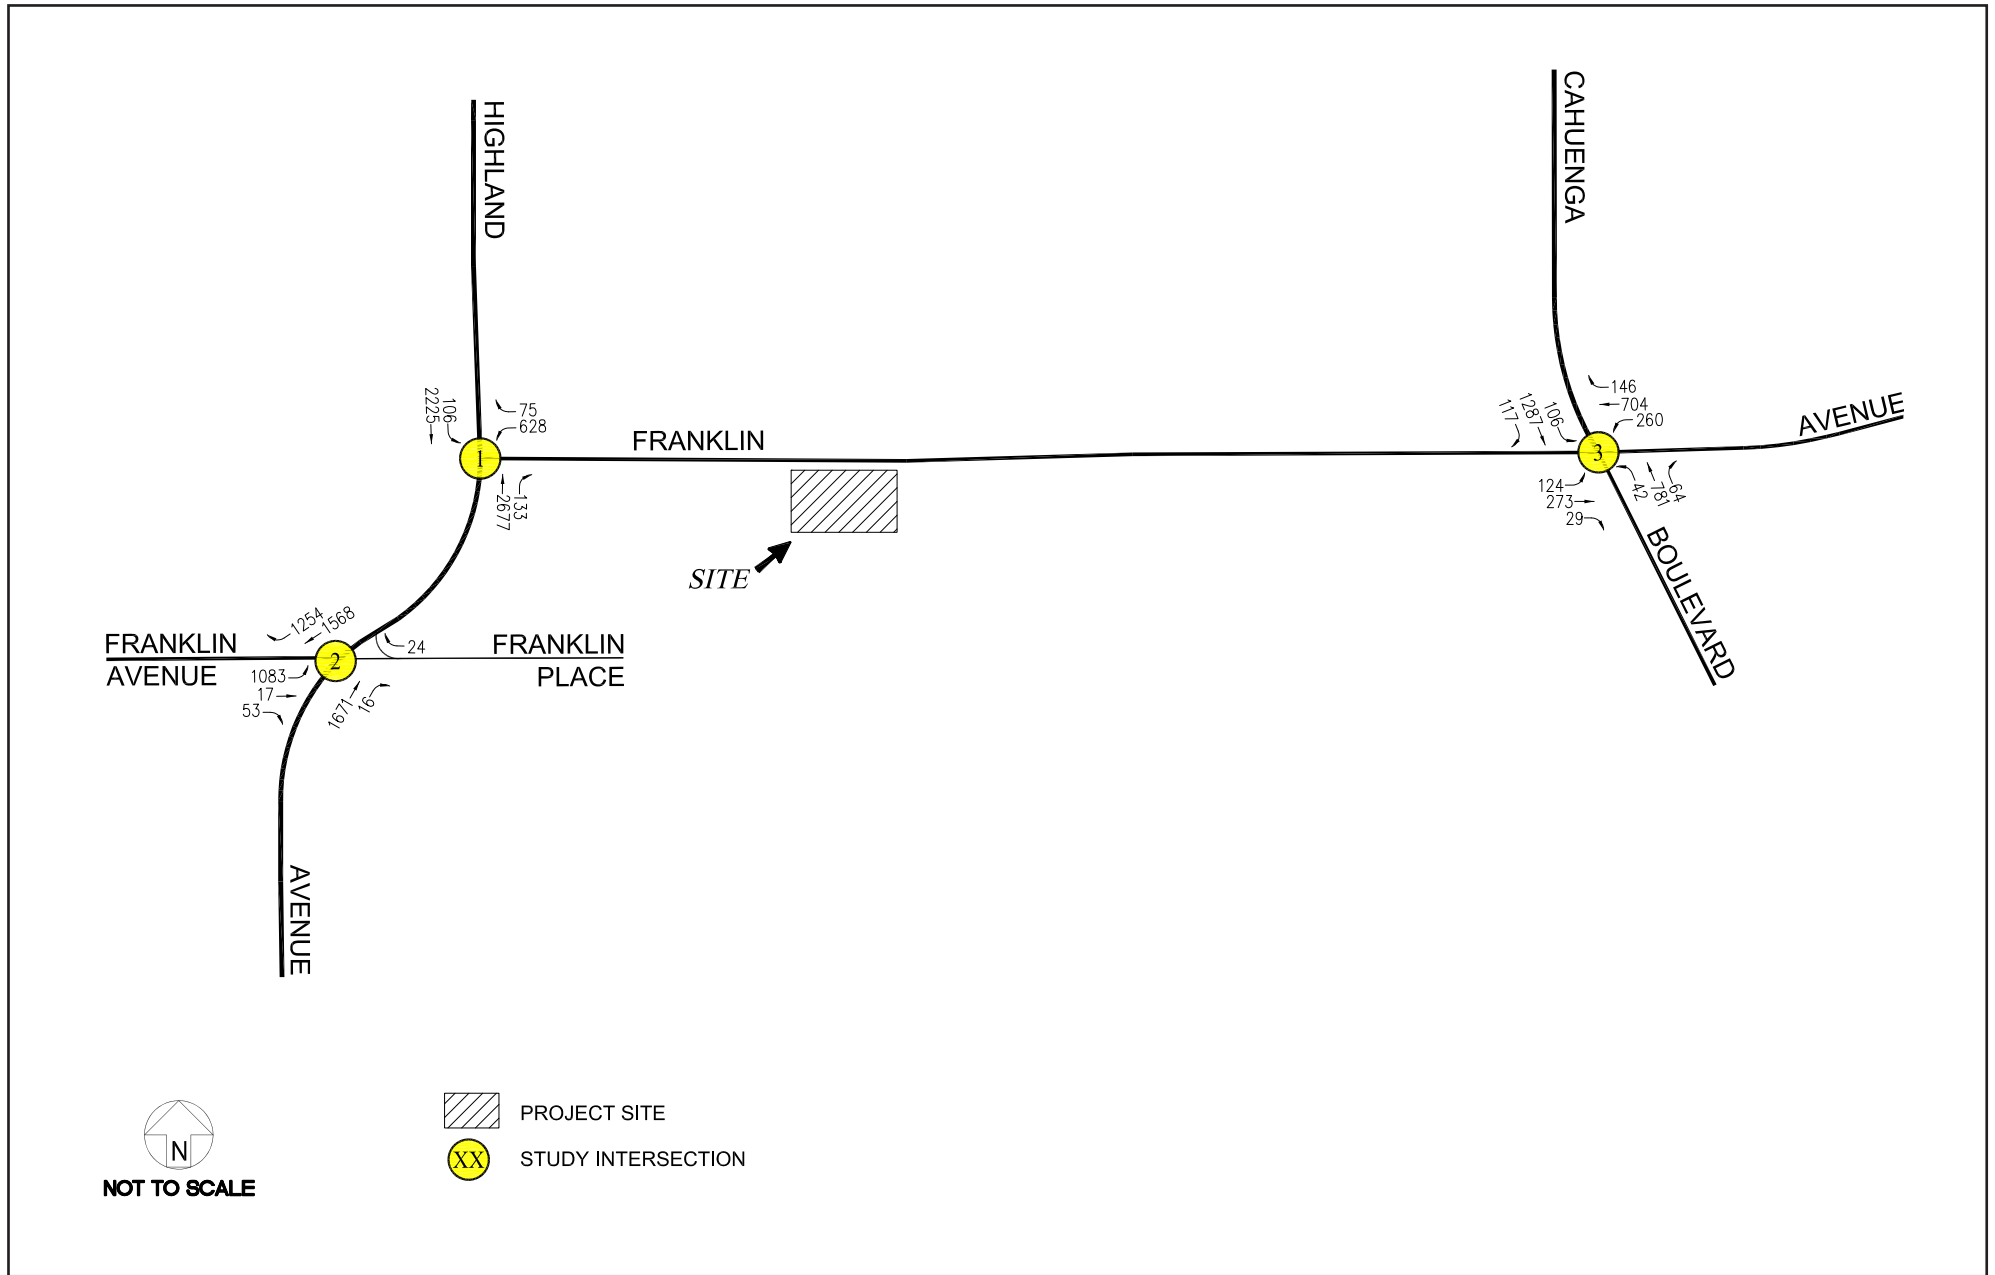 HIGHLAND
CAHUENGA
2225
106
75
628
1
FRANKLIN
2677
133
SITE
117
1287
106
146
704
260
AVENUE
3
124
273
29
42
781
64
BOULEVARD
1254
1568
FRANKLIN
AVENUE
2
24
FRANKLIN
PLACE
1083
17
53
1671
16
AVENUE
N
NOT TO SCALE
PROJECT SITE
XX
STUDY INTERSECTION